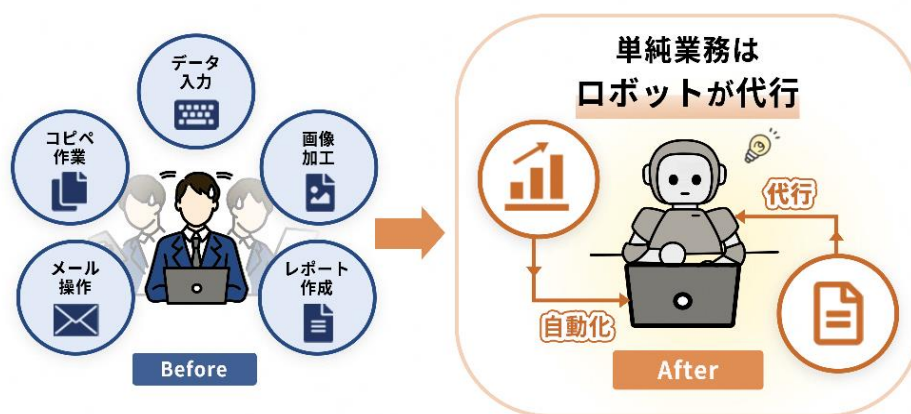 データ
入力
コピペ
作業
画像
加工
メール
操作
レポート
作成
Before
単純業務は
ロボットが代行
代行
自動化
After